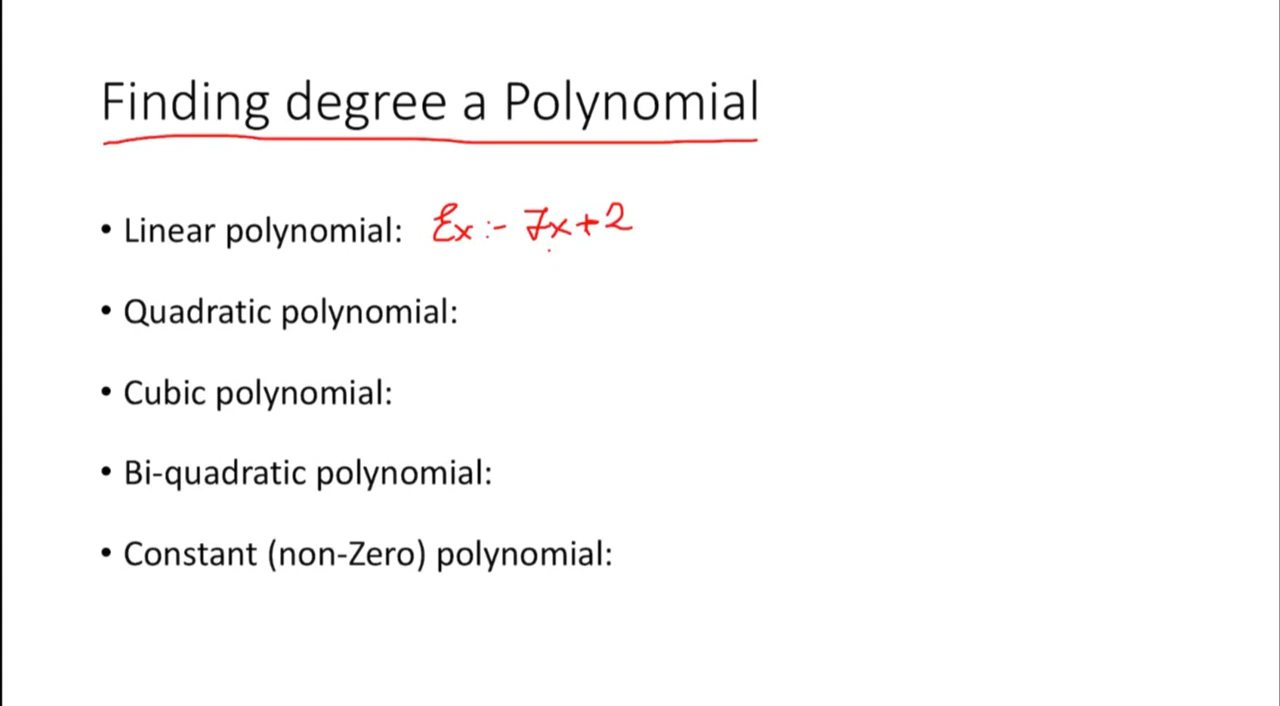 Finding degree a Polynomial
• Linear polynomial: Ex :- 7x+2
• Quadratic polynomial:
• Cubic polynomial:
• Bi-quadratic polynomial:
• Constant (non-Zero) polynomial: